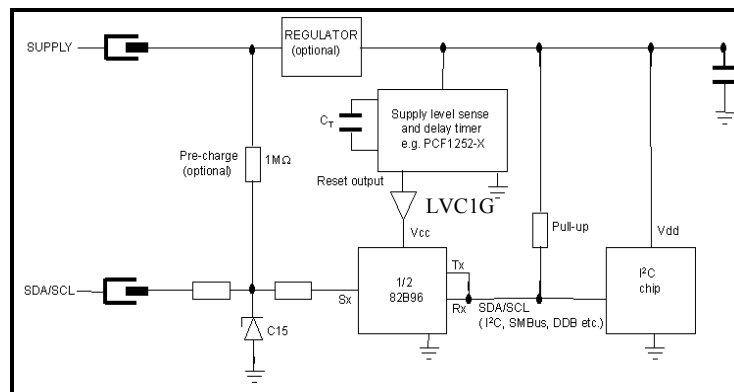 SUPPLY
REGULATOR
(optional)
C_T
Supply level sense
and delay timer
e.g. PCF1252-X
Pre-charge
(optional)
1MΩ
Reset output
LVC1G
Vcc
Pull-up
Vdd
SDA/SCL
Sx
1/2
82B96
Tx
Rx
SDA/SCL
( I²C, SMBus, DDB etc.)
I²C
chip
C15